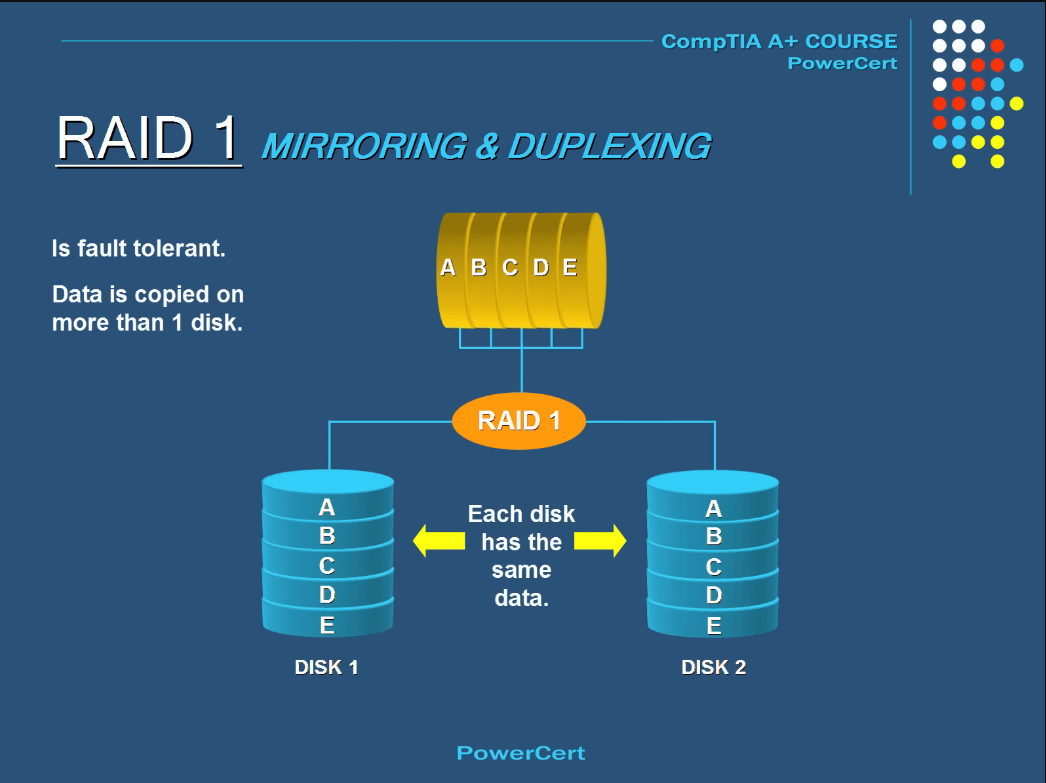 CompTIA A+ COURSE
PowerCert
RAID 1 MIRRORING & DUPLEXING
Is fault tolerant.
Data is copied on
more than 1 disk.
A B C D E
RAID 1
A
B
C
D
E
DISK 1
Each disk
has the
same
data.
A
B
C
D
E
DISK 2
PowerCert